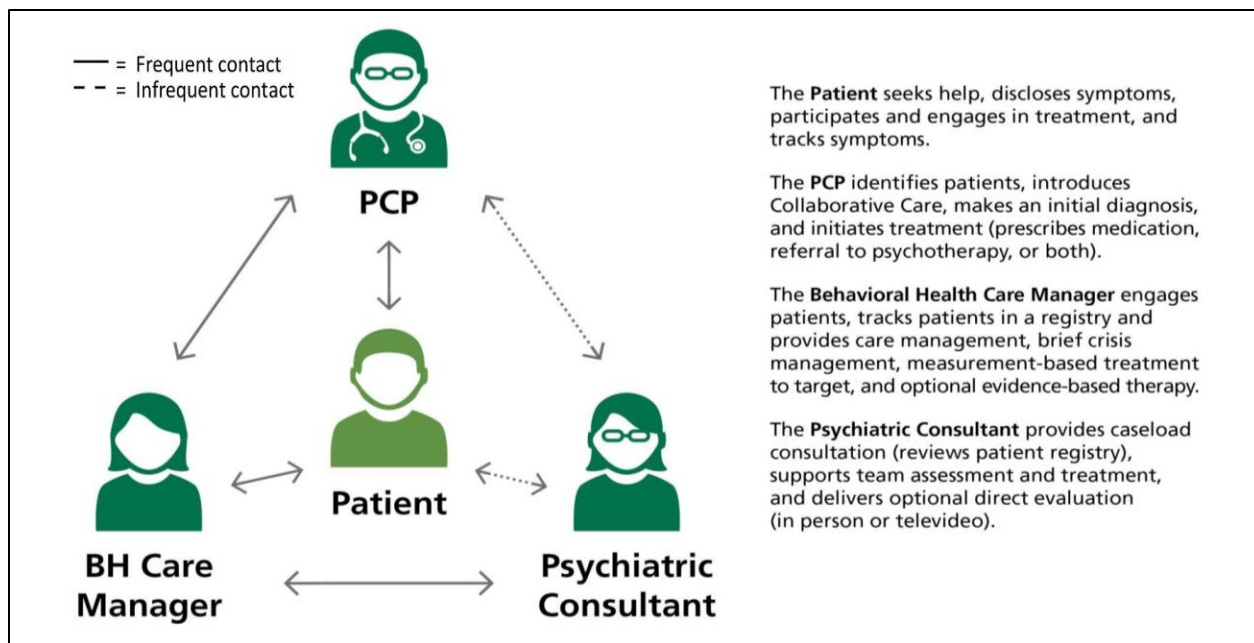 — = Frequent contact
- - = Infrequent contact
PCP
Patient
BH Care
Manager
Psychiatric
Consultant
The Patient seeks help, discloses symptoms,
participates and engages in treatment, and
tracks symptoms.
The PCP identifies patients, introduces
Collaborative Care, makes an initial diagnosis,
and initiates treatment (prescribes medication,
referral to psychotherapy, or both).
The Behavioral Health Care Manager engages
patients, tracks patients in a registry and
provides care management, brief crisis
management, measurement-based treatment
to target, and optional evidence-based therapy.
The Psychiatric Consultant provides caseload
consultation (reviews patient registry),
supports team assessment and treatment,
and delivers optional direct evaluation
(in person or televideo).